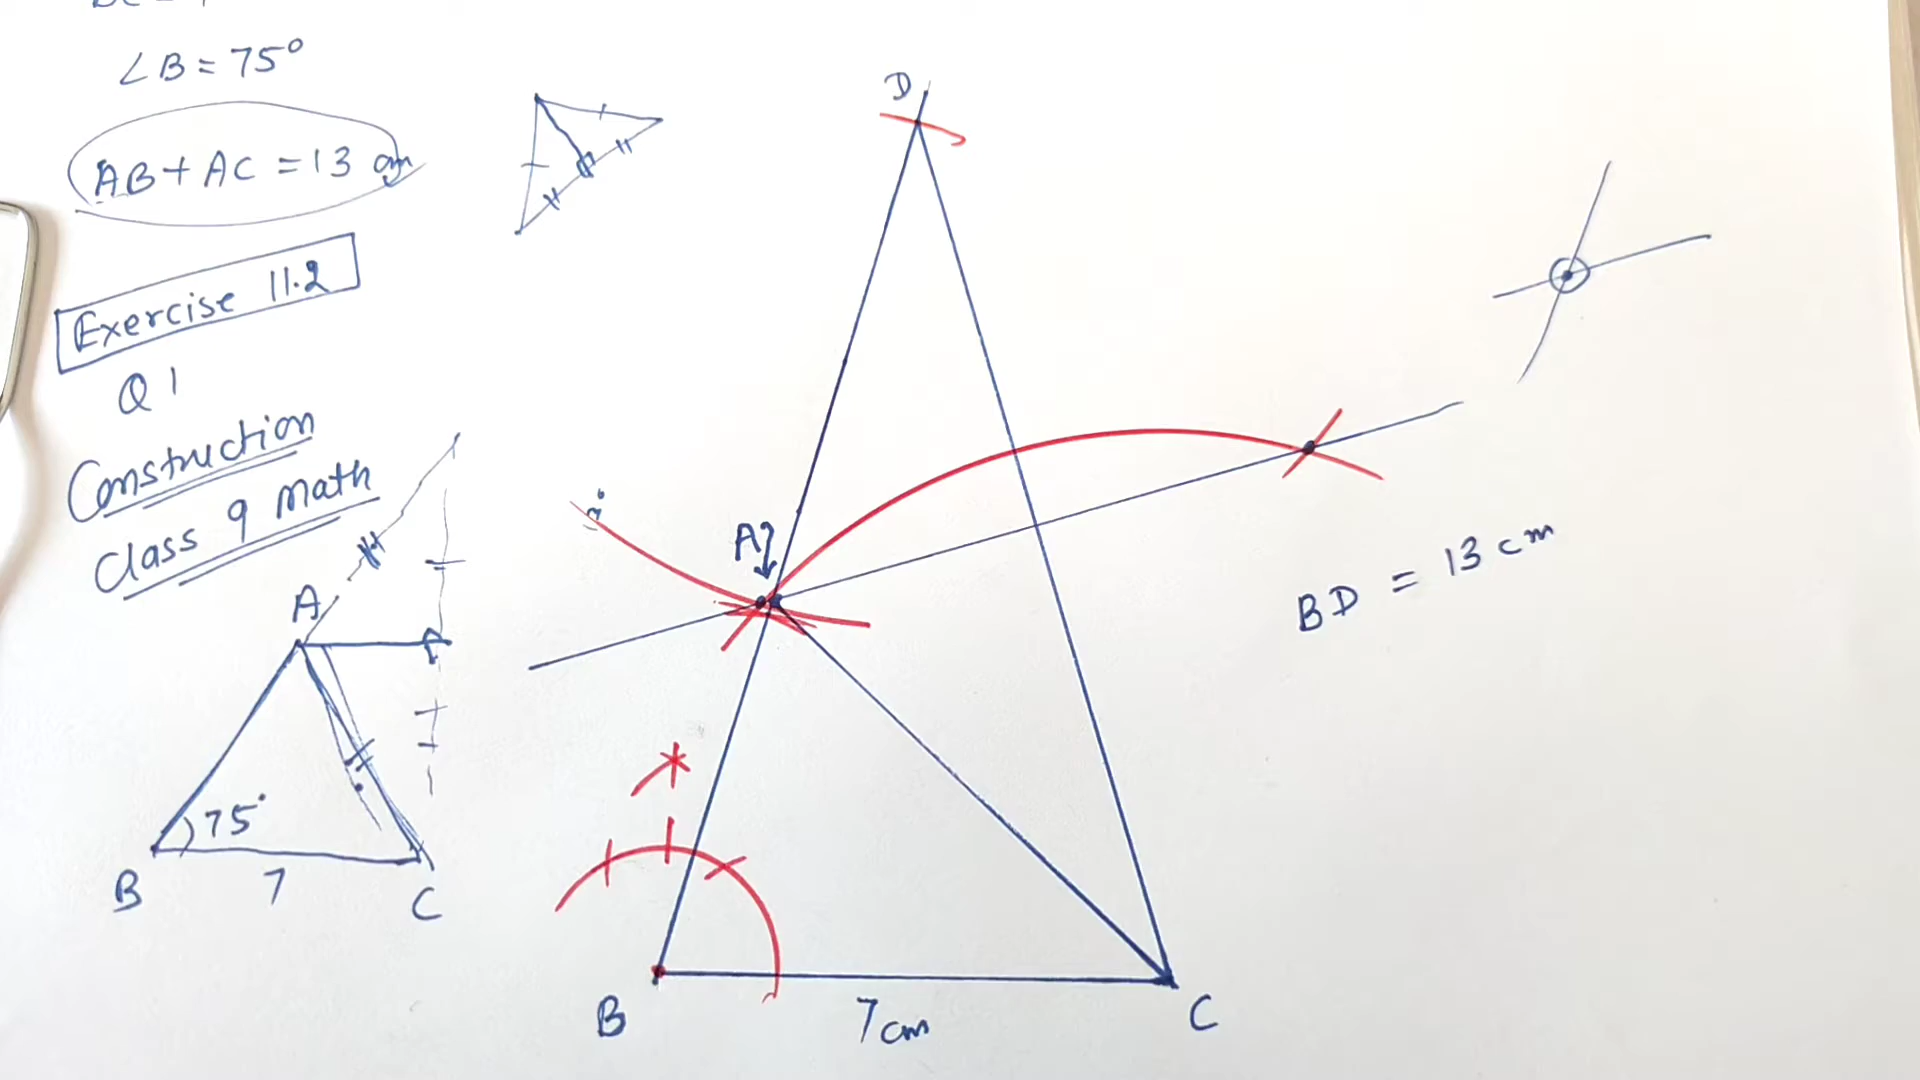 ∠B = 75°
AB + AC = 13 cm
Exercise 11.2
Q 1
Construction
Class 9 Math
A
75°
B
7
C
D
A
BD = 13 cm
B
7 cm
C